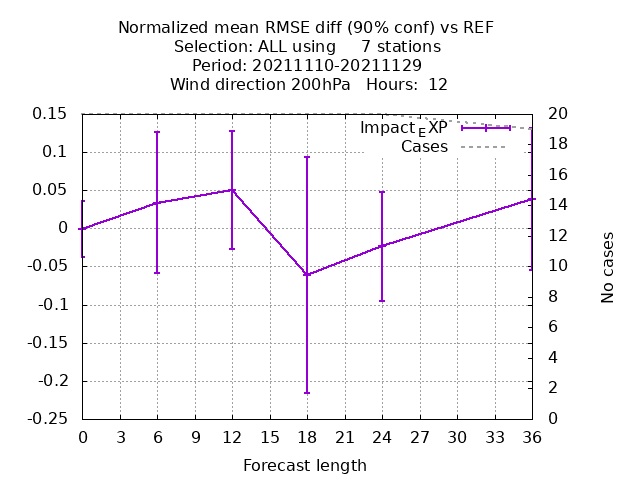 Normalized mean RMSE diff (90% conf) vs REF
Selection: ALL using 7 stations
Period: 20211110-20211129
Wind direction 200hPa Hours: 12
0.15
0.1
0.05
0
-0.05
-0.1
-0.15
-0.2
-0.25
Impact_EXP
Cases
20
18
16
14
12
10
8
6
4
2
0
No cases
0 3 6 9 12 15 18 21 24 27 30 33 36
Forecast length